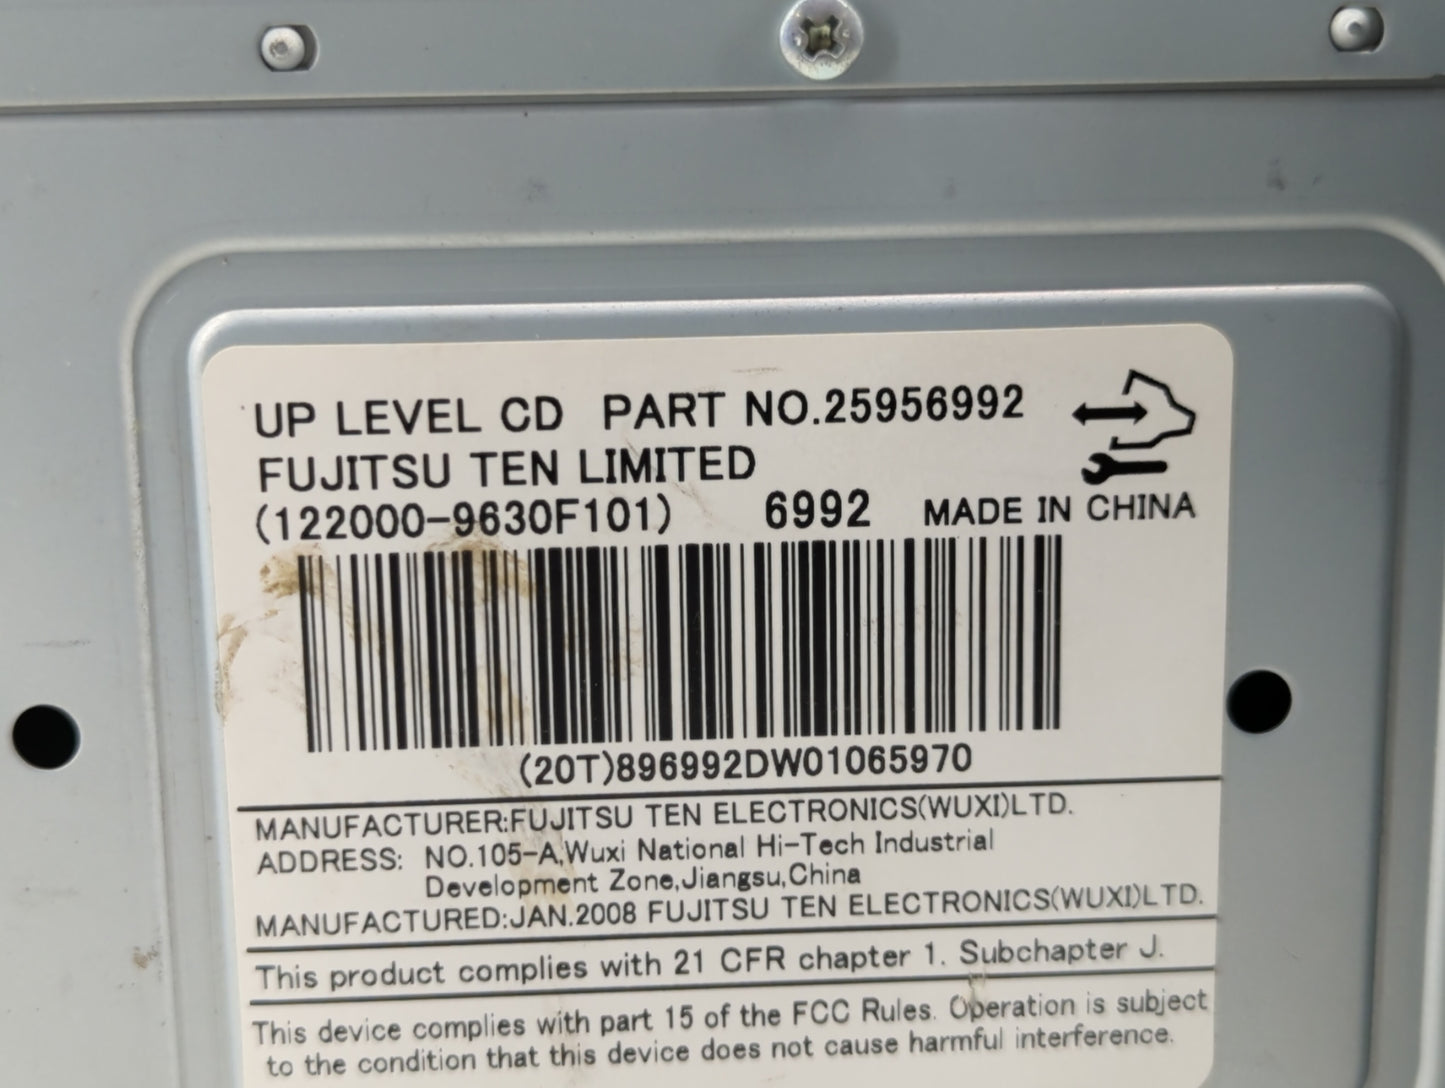 UP LEVEL CD PART NO.25956992
FUJITSU TEN LIMITED
(122000-9630F101) 6992 MADE IN CHINA
(20T)896992DW01065970
MANUFACTURER:FUJITSU TEN ELECTRONICS(WUXI)LTD.
ADDRESS: NO.105-A,Wuxi National Hi-Tech Industrial
Development Zone,Jiangsu,China
MANUFACTURED:JAN.2008 FUJITSU TEN ELECTRONICS(WUXI)LTD.
This product complies with 21 CFR chapter 1. Subchapter J.
This device complies with part 15 of the FCC Rules. Operation is subject
to the condition that this device does not cause harmful interference.